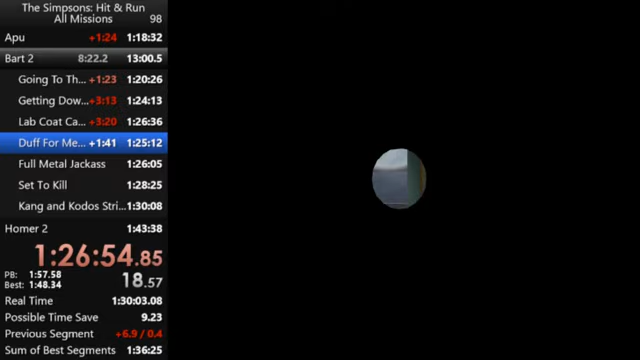 The Simpsons: Hit & Run
All Missions 98
Apu +1:24 1:18:32
Bart 2 8:22.2 13:00.5
Going To Th... +1:23 1:20:26
Getting Dow... +3:13 1:24:13
Lab Coat Ca... +3:20 1:26:36
Duff For Me... +1:41 1:25:12
Full Metal Jackass 1:26:05
Set To Kill 1:28:25
Kang and Kodos Stri... 1:30:08
Homer 2 1:43:38
1:26:54.85
PB: 1:57.58
Best: 1:48.34 18.57
Real Time 1:30:03.08
Possible Time Save 9.23
Previous Segment +6.9 / 0.4
Sum of Best Segments 1:36:25